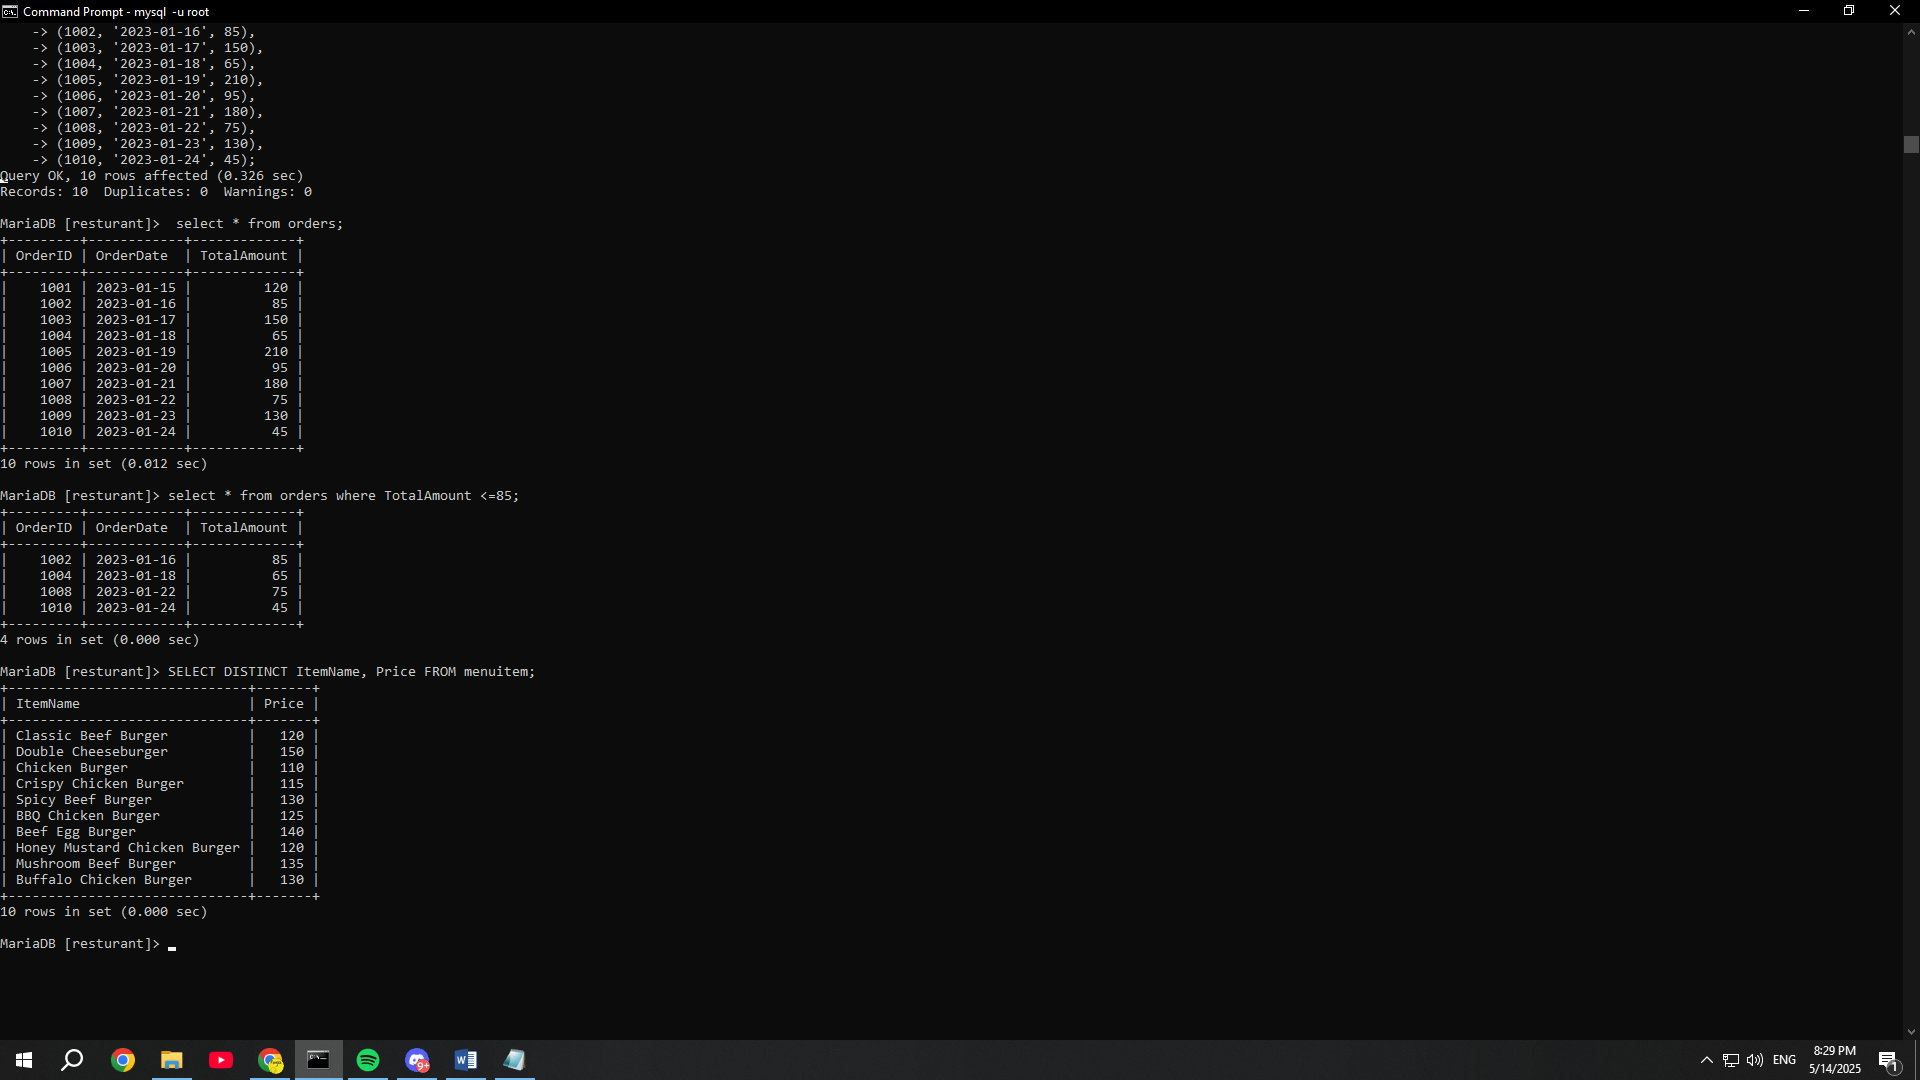 Command Prompt - mysql  -u root
    -> (1002, '2023-01-16', 85),
    -> (1003, '2023-01-17', 150),
    -> (1004, '2023-01-18', 65),
    -> (1005, '2023-01-19', 210),
    -> (1006, '2023-01-20', 95),
    -> (1007, '2023-01-21', 180),
    -> (1008, '2023-01-22', 75),
    -> (1009, '2023-01-23', 130),
    -> (1010, '2023-01-24', 45);
Query OK, 10 rows affected (0.326 sec)
Records: 10  Duplicates: 0  Warnings: 0
MariaDB [resturant]>  select * from orders;
+---------+------------+-------------+
| OrderID | OrderDate  | TotalAmount |
+---------+------------+-------------+
|    1001 | 2023-01-15 |         120 |
|    1002 | 2023-01-16 |          85 |
|    1003 | 2023-01-17 |         150 |
|    1004 | 2023-01-18 |          65 |
|    1005 | 2023-01-19 |         210 |
|    1006 | 2023-01-20 |          95 |
|    1007 | 2023-01-21 |         180 |
|    1008 | 2023-01-22 |          75 |
|    1009 | 2023-01-23 |         130 |
|    1010 | 2023-01-24 |          45 |
+---------+------------+-------------+
10 rows in set (0.012 sec)
MariaDB [resturant]> select * from orders where TotalAmount <=85;
+---------+------------+-------------+
| OrderID | OrderDate  | TotalAmount |
+---------+------------+-------------+
|    1002 | 2023-01-16 |          85 |
|    1004 | 2023-01-18 |          65 |
|    1008 | 2023-01-22 |          75 |
|    1010 | 2023-01-24 |          45 |
+---------+------------+-------------+
4 rows in set (0.000 sec)
MariaDB [resturant]> SELECT DISTINCT ItemName, Price FROM menuitem;
+------------------------------+-------+
| ItemName                     | Price |
+------------------------------+-------+
| Classic Beef Burger          |   120 |
| Double Cheeseburger          |   150 |
| Chicken Burger               |   110 |
| Crispy Chicken Burger        |   115 |
| Spicy Beef Burger            |   130 |
| BBQ Chicken Burger           |   125 |
| Beef Egg Burger              |   140 |
| Honey Mustard Chicken Burger |   120 |
| Mushroom Beef Burger         |   135 |
| Buffalo Chicken Burger       |   130 |
+------------------------------+-------+
10 rows in set (0.000 sec)
MariaDB [resturant]> _
9+
W
ENG
8:29 PM
5/14/2025
1